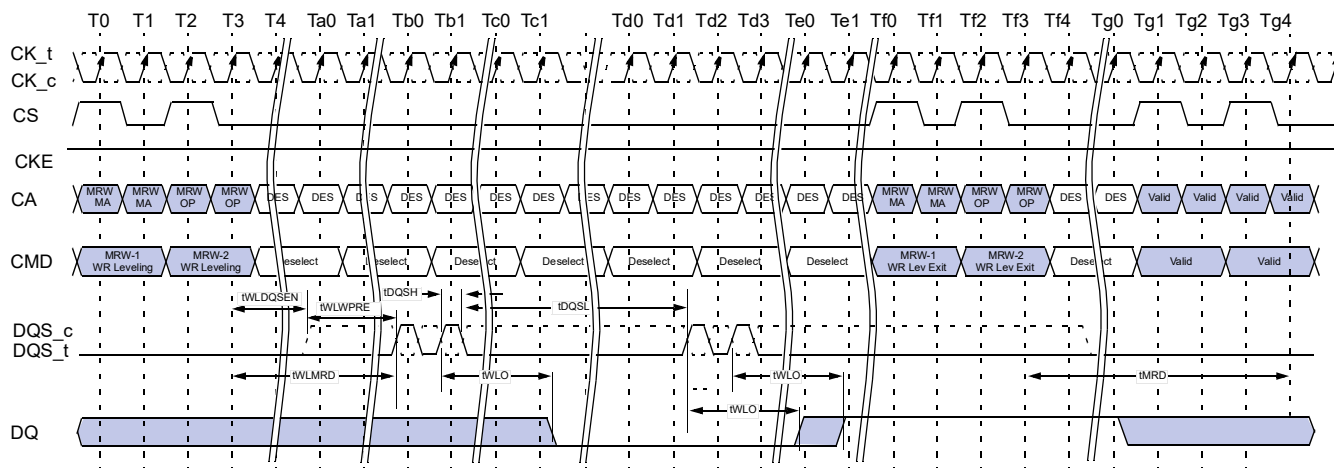 T0 T1 T2 T3 T4 Ta0 Ta1 Tb0 Tb1 Tc0 Tc1 Td0 Td1 Td2 Td3 Te0 Te1 Tf0 Tf1 Tf2 Tf3 Tf4 Tg0 Tg1 Tg2 Tg3 Tg4
CK_t
CK_c
CS
CKE
CA MRW MA MRW MA MRW OP MRW OP DES DES DES DES DES DES DES DES DES DES DES DES DES DES MRW MA MRW MA MRW OP MRW OP DES DES Valid Valid Valid Valid
CMD MRW-1 WR Leveling MRW-2 WR Leveling Deselect Deselect Deselect Deselect Deselect Deselect Deselect MRW-1 WR Lev Exit MRW-2 WR Lev Exit Deselect Valid Valid
tWLDQSEN tWLWPRE tDQSH tDQSL
DQS_c
DQS_t
tWLMRD tWLO tWLO tMRD
tWLO
DQ